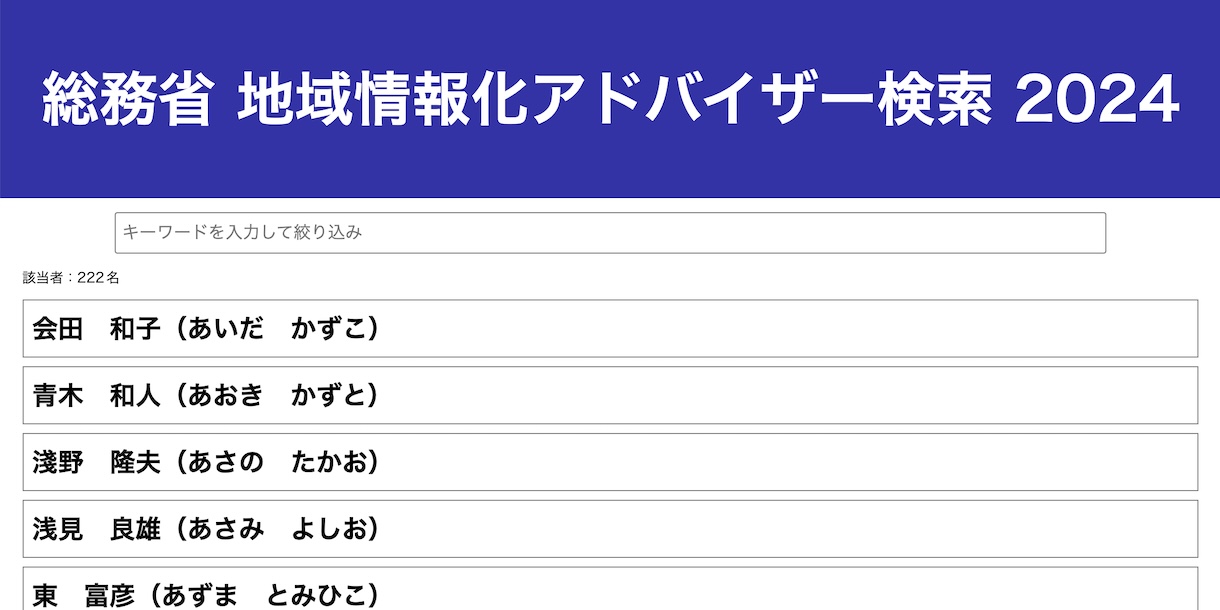 総務省 地域情報化アドバイザー検索 2024
キーワードを入力して絞り込み
該当者：222名
会田　和子（あいだ　かずこ）
青木　和人（あおき　かずと）
淺野　隆夫（あさの　たかお）
浅見　良雄（あさみ　よしお）
東　富彦（あずま　とみひこ）